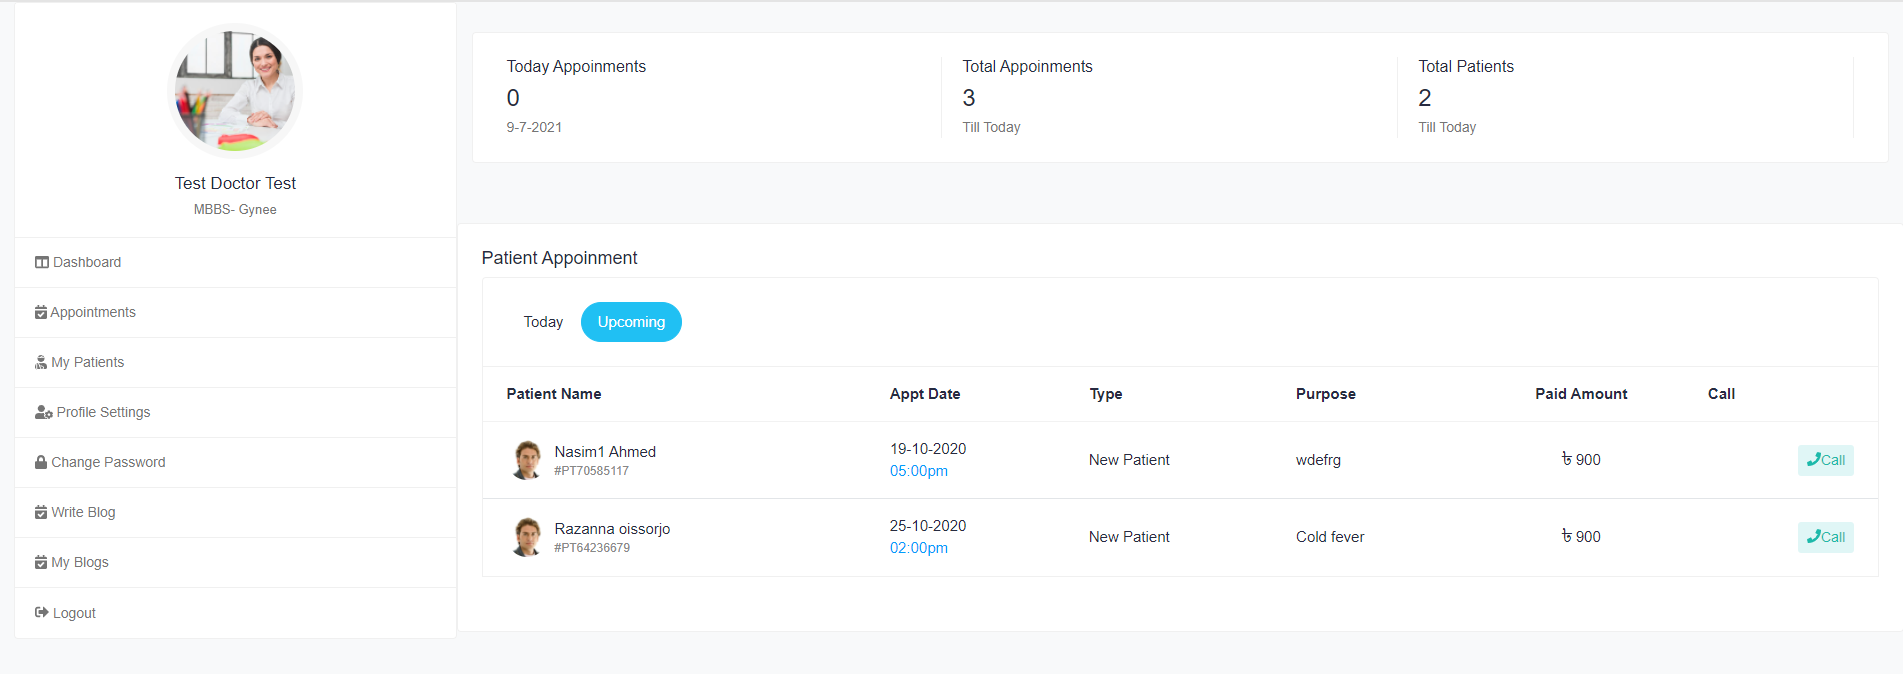 Test Doctor Test
MBBS- Gynee
Dashboard
Appointments
My Patients
Profile Settings
Change Password
Write Blog
My Blogs
Logout
Today Appoinments
0
9-7-2021
Total Appoinments
3
Till Today
Total Patients
2
Till Today
Patient Appoinment
Today Upcoming
Patient Name Appt Date Type Purpose Paid Amount Call
Nasim1 Ahmed 19-10-2020 New Patient wdefrg ৳ 900 Call
#PT70585117 05:00pm
Razanna oissorjo 25-10-2020 New Patient Cold fever ৳ 900 Call
#PT64236679 02:00pm